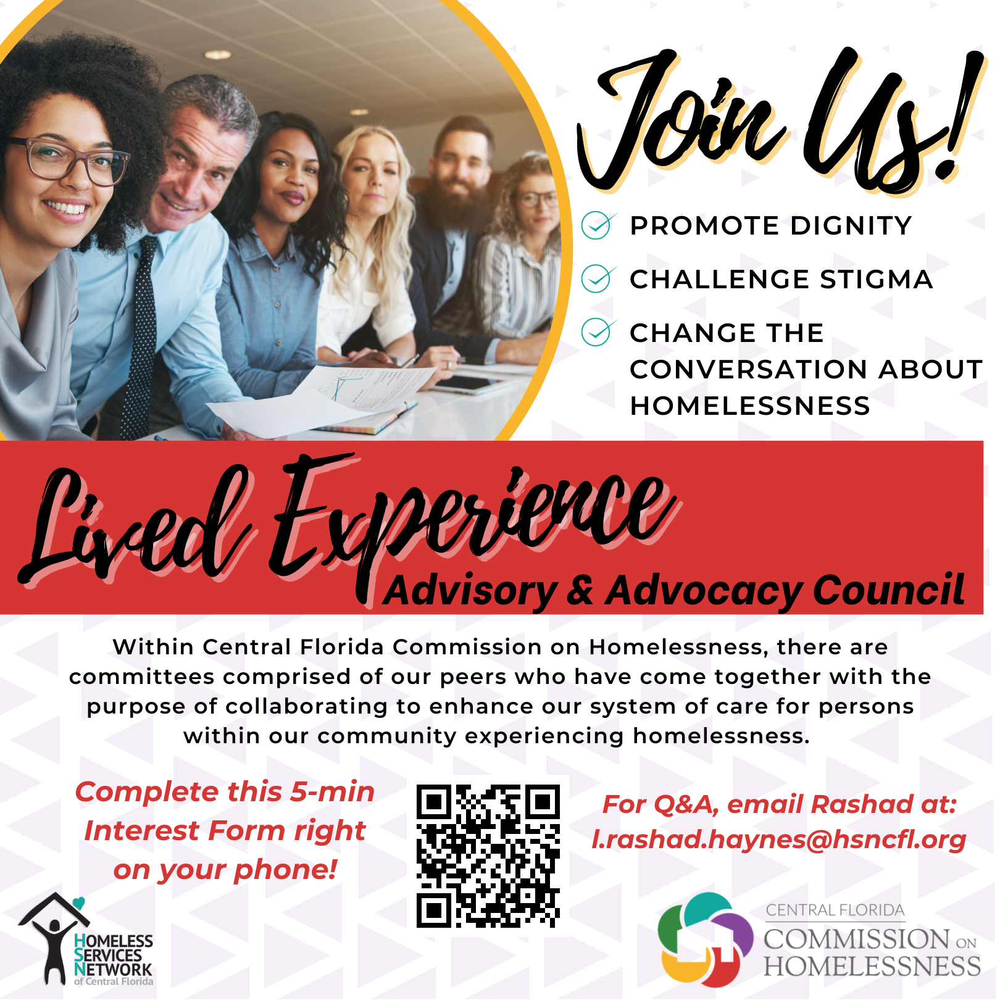 Join Us!
PROMOTE DIGNITY
CHALLENGE STIGMA
CHANGE THE
CONVERSATION ABOUT
HOMELESSNESS
Lived Experience
Advisory & Advocacy Council
Within Central Florida Commission on Homelessness, there are
committees comprised of our peers who have come together with the
purpose of collaborating to enhance our system of care for persons
within our community experiencing homelessness.
Complete this 5-min
Interest Form right
on your phone!
For Q&A, email Rashad at:
l.rashad.haynes@hsncfl.org
HOMELESS
SERVICES
NETWORK
of Central Florida
CENTRAL FLORIDA
COMMISSION ON
HOMELESSNESS